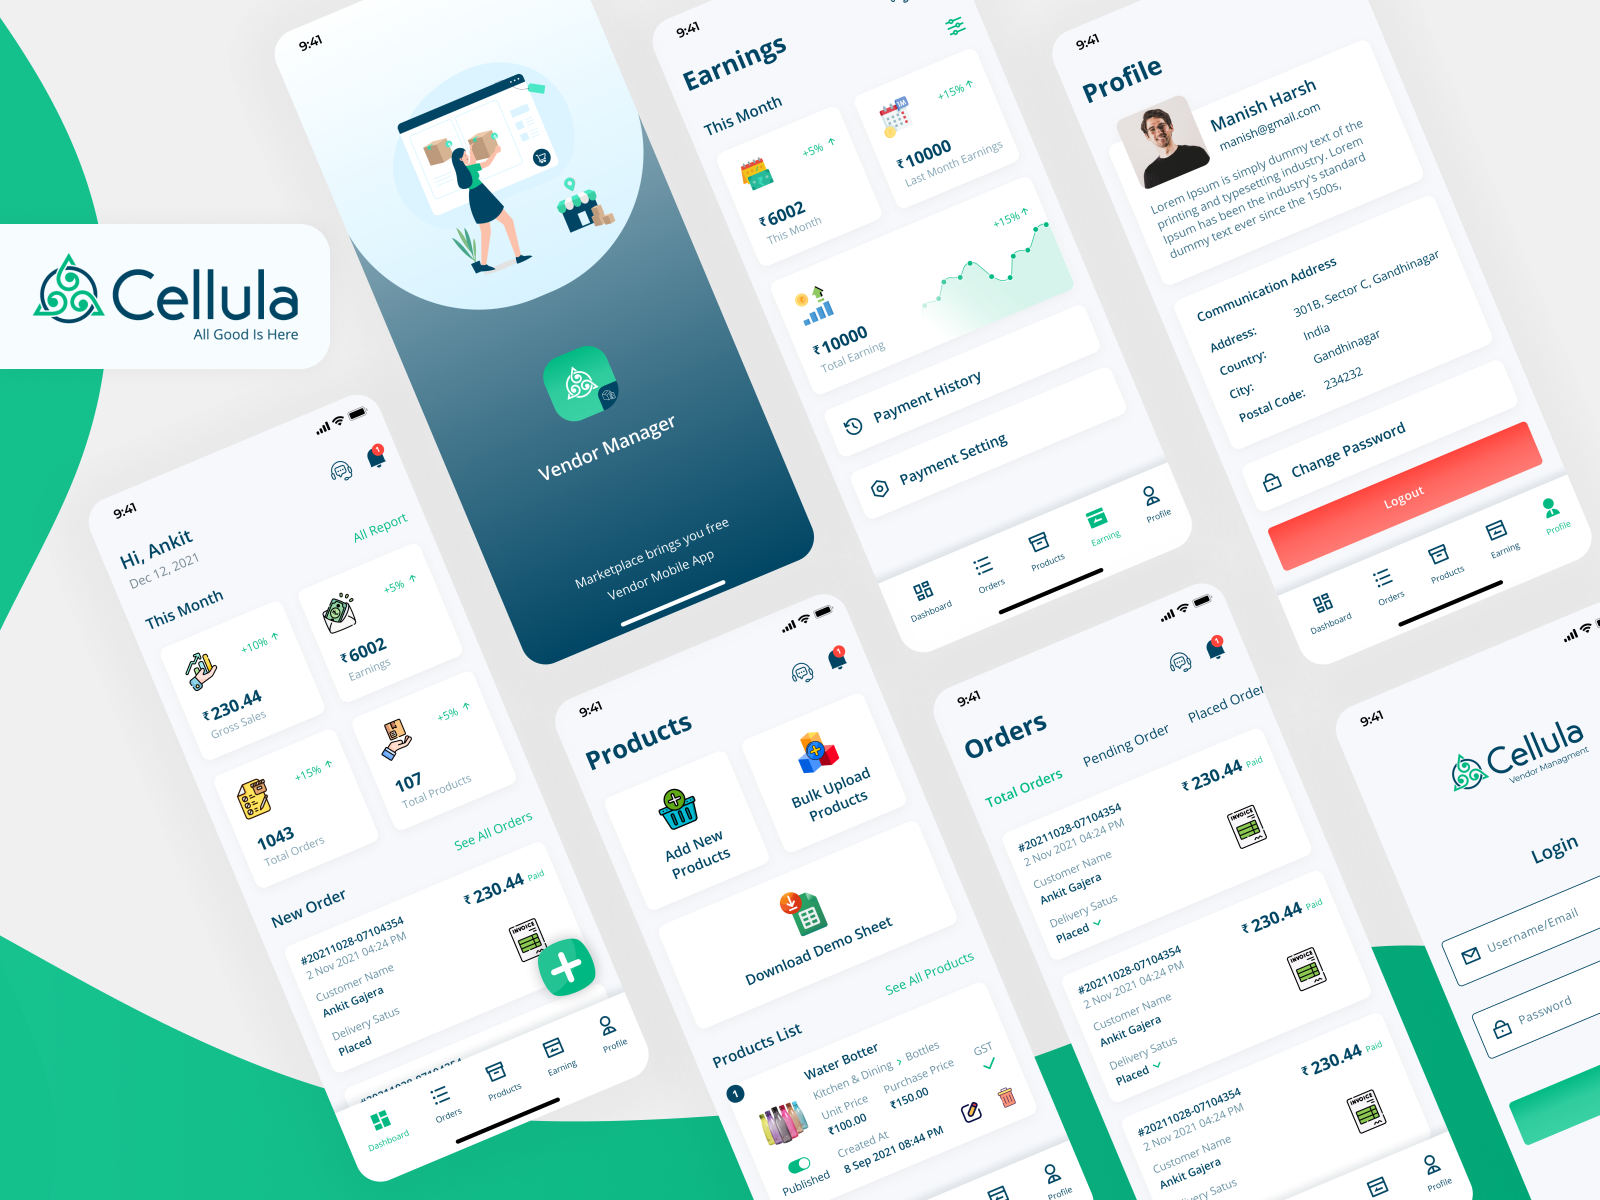 Cellula
All Good Is Here
9:41
Vendor Manager
Marketplace brings you free
Vendor Mobile App
9:41
Earnings
This Month
+5%
₹6002
This Month
+15%
1M
₹10000
Last Month Earnings
+15%
₹10000
Total Earning
Payment History
Payment Setting
Dashboard
Orders
Products
Earning
Profile
9:41
Profile
Manish Harsh
manish@gmail.com
Lorem Ipsum is simply dummy text of the
printing and typesetting industry. Lorem
Ipsum has been the industry's standard
dummy text ever since the 1500s,
Communication Address
Address: 301B, Sector C, Gandhinagar
Country: India
City: Gandhinagar
Postal Code: 234232
Change Password
Logout
Dashboard
Orders
Products
Earning
Profile
9:41
1
Hi, Ankit
Dec 12, 2021
All Report
This Month
+10%
₹230.44
Gross Sales
+5%
₹6002
Earnings
+15%
1043
Total Orders
+5%
107
Total Products
See All Orders
New Order
#20211028-07104354
2 Nov 2021 04:24 PM
₹230.44 Paid
Customer Name
Ankit Gajera
INVOICE
Delivery Satus
Placed
#20211028-07104354
Dashboard
Orders
Products
Earning
Profile
9:41
1
Products
Add New
Products
Bulk Upload
Products
Download Demo Sheet
See All Products
Products List
1
Water Botter
Kitchen & Dining > Bottles
Unit Price
₹100.00
Purchase Price
₹150.00
GST
Created At
8 Sep 2021 08:44 PM
Published
Profile
9:41
1
Orders
Total Orders
Pending Order
Placed Order
#20211028-07104354
2 Nov 2021 04:24 PM
₹230.44 Paid
Customer Name
Ankit Gajera
INVOICE
Delivery Satus
Placed
#20211028-07104354
2 Nov 2021 04:24 PM
₹230.44 Paid
Customer Name
Ankit Gajera
INVOICE
Delivery Satus
Placed
#20211028-07104354
2 Nov 2021 04:24 PM
₹230.44 Paid
Customer Name
Ankit Gajera
INVOICE
Delivery Satus
Profile
9:41
Cellula
Vendor Managment
Login
Username/Email
Password